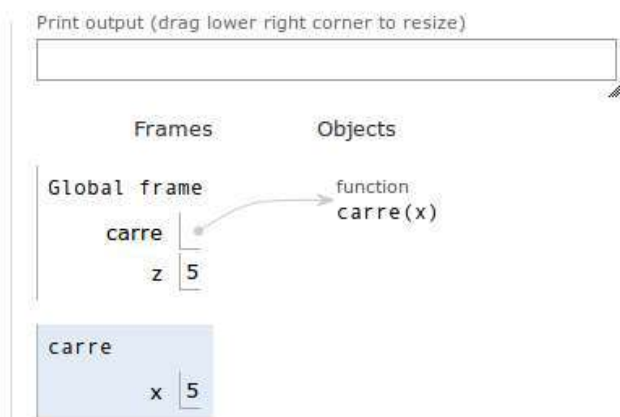 Print output (drag lower right corner to resize)
Frames Objects
Global frame
function
carre
carre(x)
z 5
carre
x 5